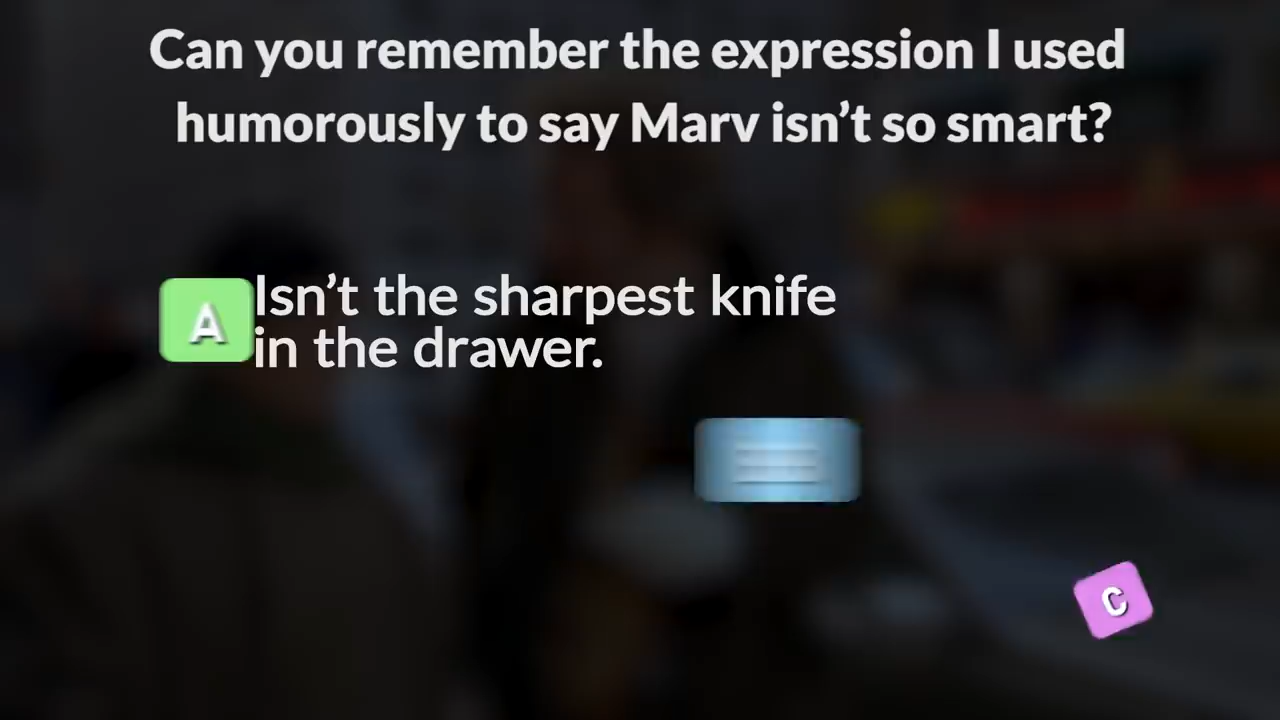 Can you remember the expression I used
humorously to say Marv isn’t so smart?
A
Isn’t the sharpest knife
in the drawer.
C